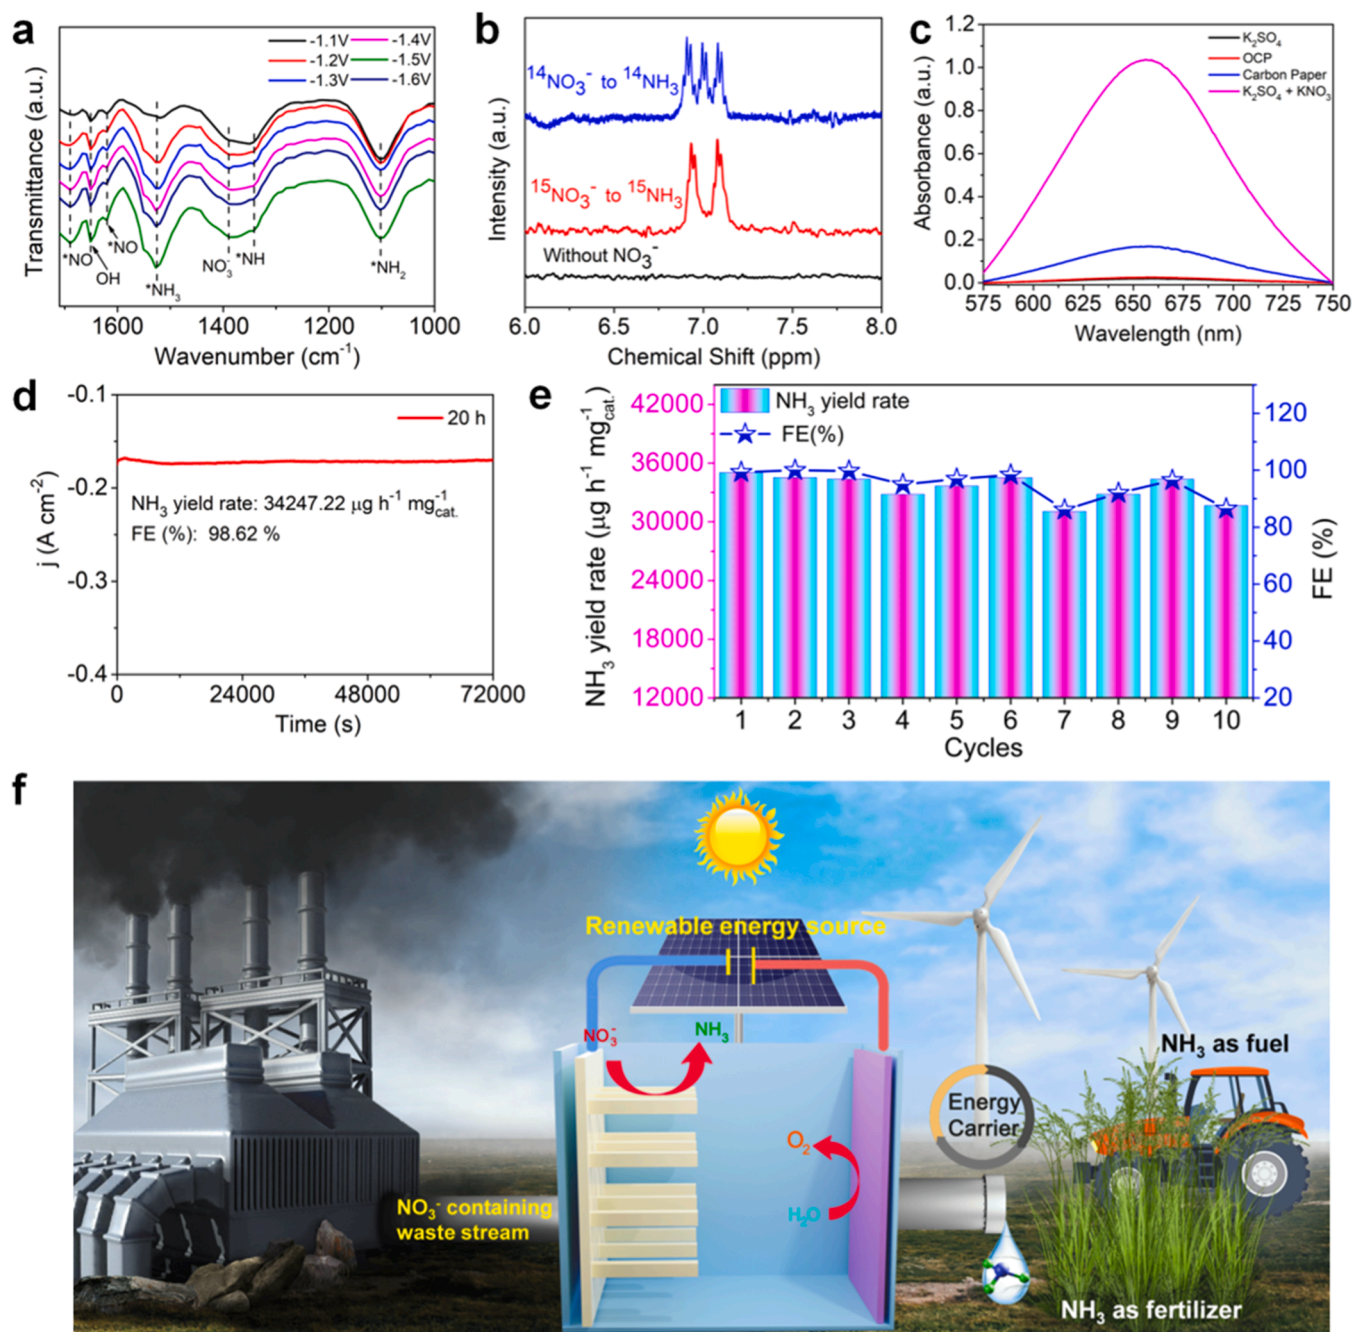 a
-1.1V
-1.4V
-1.2V
-1.5V
-1.3V
-1.6V
*NO
OH
*NO
*NH₃
NO₃⁻
*NH
*NH₂
Transmittance (a.u.)
1600
1400
1200
1000
Wavenumber (cm⁻¹)
b
¹⁴NO₃⁻ to ¹⁴NH₃
¹⁵NO₃⁻ to ¹⁵NH₃
Without NO₃⁻
Intensity (a.u.)
6.0
6.5
7.0
7.5
8.0
Chemical Shift (ppm)
c
K₂SO₄
OCP
Carbon Paper
K₂SO₄ + KNO₃
Absorbance (a.u.)
1.2
1.0
0.8
0.6
0.4
0.2
0.0
575
600
625
650
675
700
725
750
Wavelength (nm)
d
20 h
NH₃ yield rate: 34247.22 μg h⁻¹ mg⁻¹cat.
FE (%): 98.62 %
j (A cm⁻²)
-0.1
-0.2
-0.3
-0.4
0
24000
48000
72000
Time (s)
e
NH₃ yield rate
FE(%)
NH₃ yield rate (μg h⁻¹ mg⁻¹cat.)
42000
36000
30000
24000
18000
12000
120
100
80
60
40
20
FE (%)
1
2
3
4
5
6
7
8
9
10
Cycles
f
Renewable energy source
NO₃⁻
NH₃
NH₃ as fuel
Energy
Carrier
O₂
H₂O
NO₃⁻ containing
waste stream
NH₃ as fertilizer